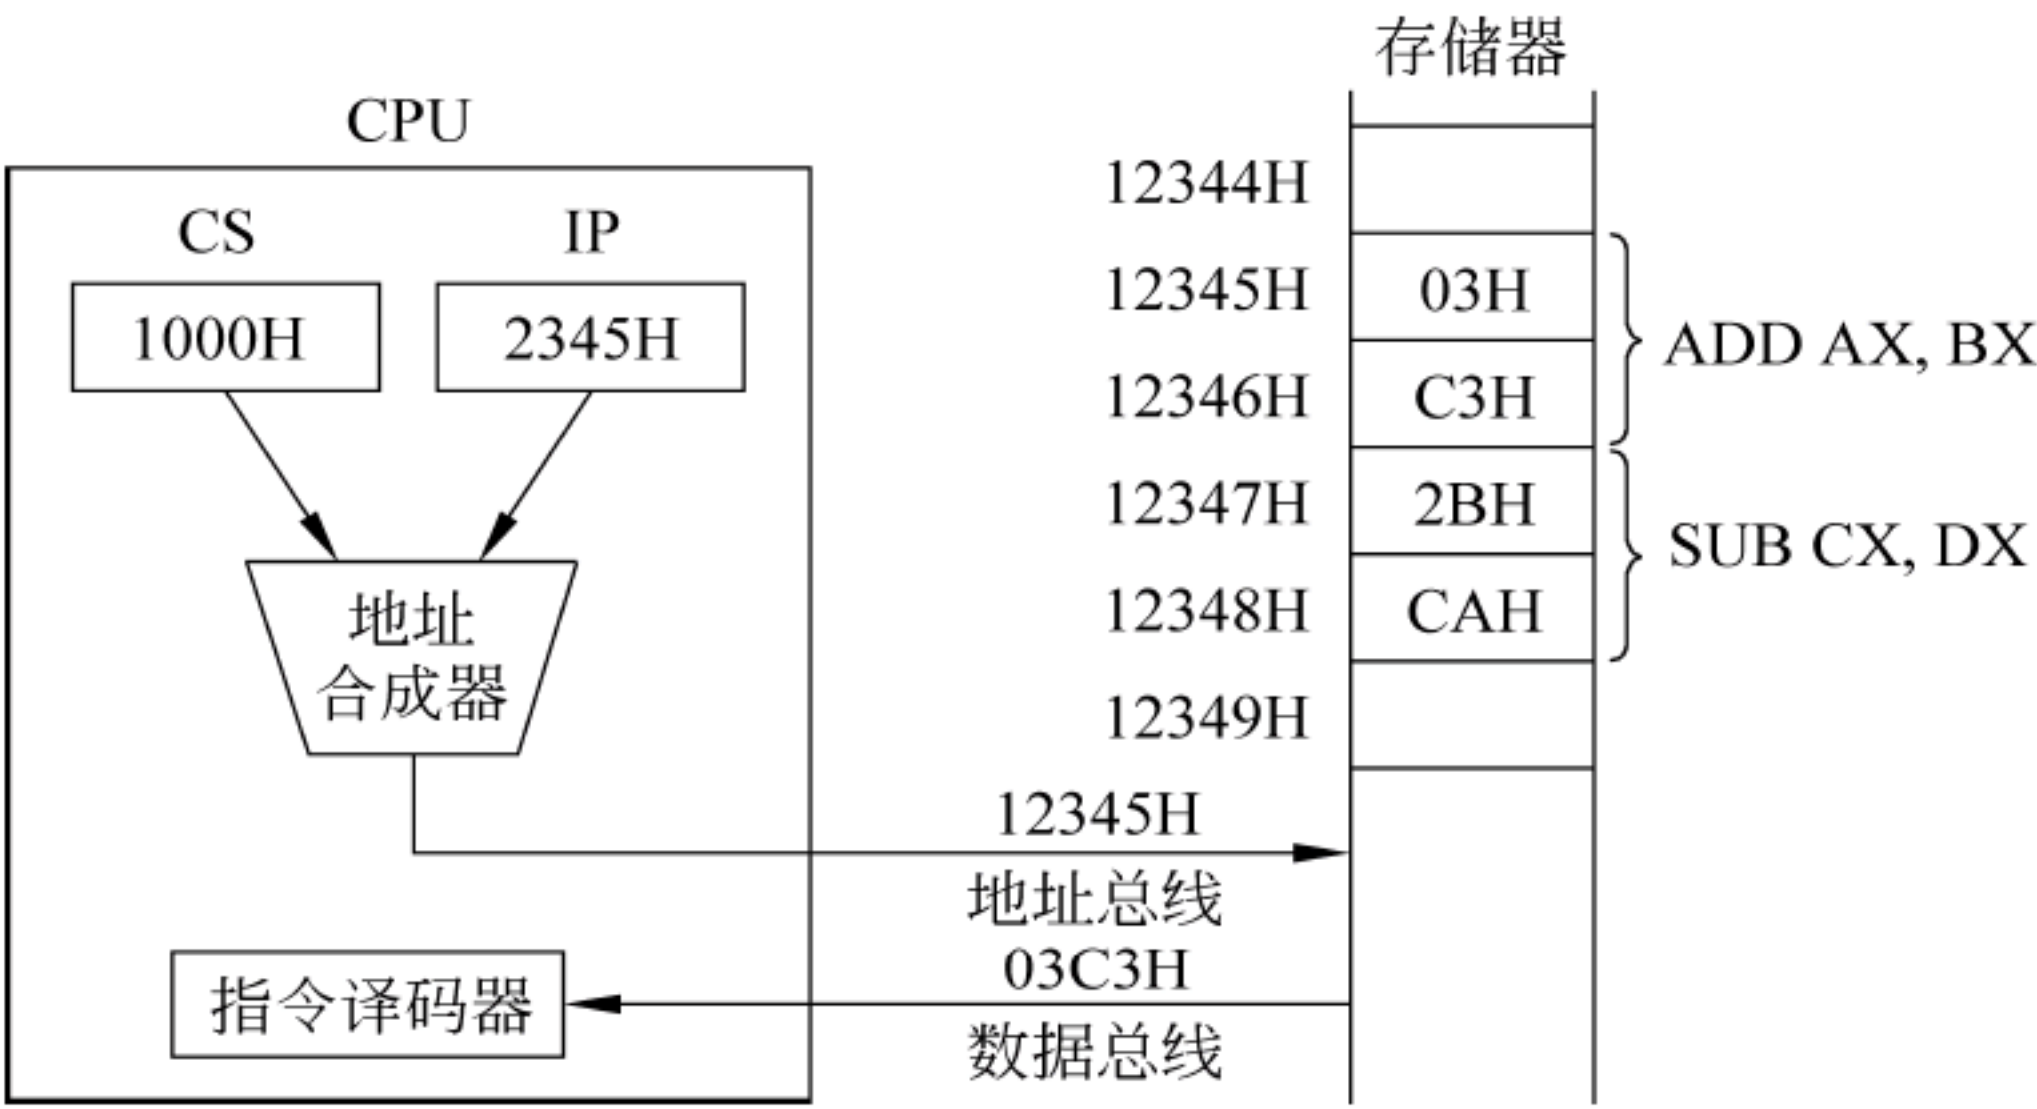 存储器
CPU
CS
IP
1000H
2345H
地址
合成器
指令译码器
12344H
12345H
03H
12346H
C3H
ADD AX, BX
12347H
2BH
12348H
CAH
SUB CX, DX
12349H
12345H
地址总线
03C3H
数据总线